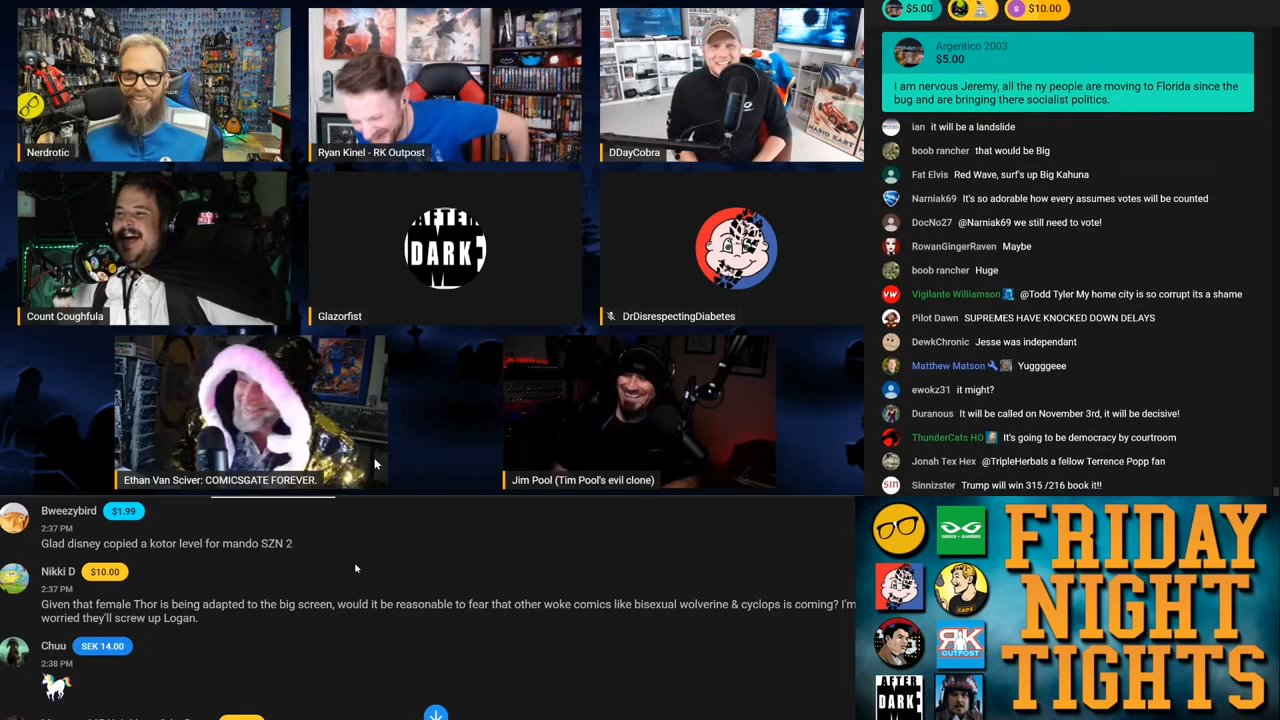 Nerdrotic
Ryan Kinel - RK Outpost
DDayCobra
MARIO KART
Count Coughfula
AFTER
DARK
Glazorfist
DrDisrespectingDiabetes
Ethan Van Sciver: COMICSGATE FOREVER.
Jim Pool (Tim Pool's evil clone)
$5.00
S $10.00
Argentico 2003
$5.00
I am nervous Jeremy, all the ny people are moving to Florida since the
bug and are bringing there socialist politics.
ian it will be a landslide
boob rancher that would be Big
Fat Elvis Red Wave, surf's up Big Kahuna
Narniak69 It's so adorable how every assumes votes will be counted
DocNo27 @Narniak69 we still need to vote!
RowanGingerRaven Maybe
boob rancher Huge
VW Vigilante Williamson @Todd Tyler My home city is so corrupt its a shame
Pilot Dawn SUPREMES HAVE KNOCKED DOWN DELAYS
DewkChronic Jesse was independant
Matthew Matson Yuggggeee
ewokz31 it might?
Duranous It will be called on November 3rd, it will be decisive!
ThunderCats HO It's going to be democracy by courtroom
Jonah Tex Hex @TripleHerbals a fellow Terrence Popp fan
sin Sinnizster Trump will win 315 /216 book it!!
Bweezybird $1.99
2:37 PM
Glad disney copied a kotor level for mando SZN 2
Nikki D $10.00
2:37 PM
Given that female Thor is being adapted to the big screen, would it be reasonable to fear that other woke comics like bisexual wolverine & cyclops is coming? I'm
worried they'll screw up Logan.
Chuu SEK 14.00
2:38 PM
GEEKS + GAMERS
CAPS
RK
OUTPOST
AFTER
DARK
FRIDAY
NIGHT
TIGHTS